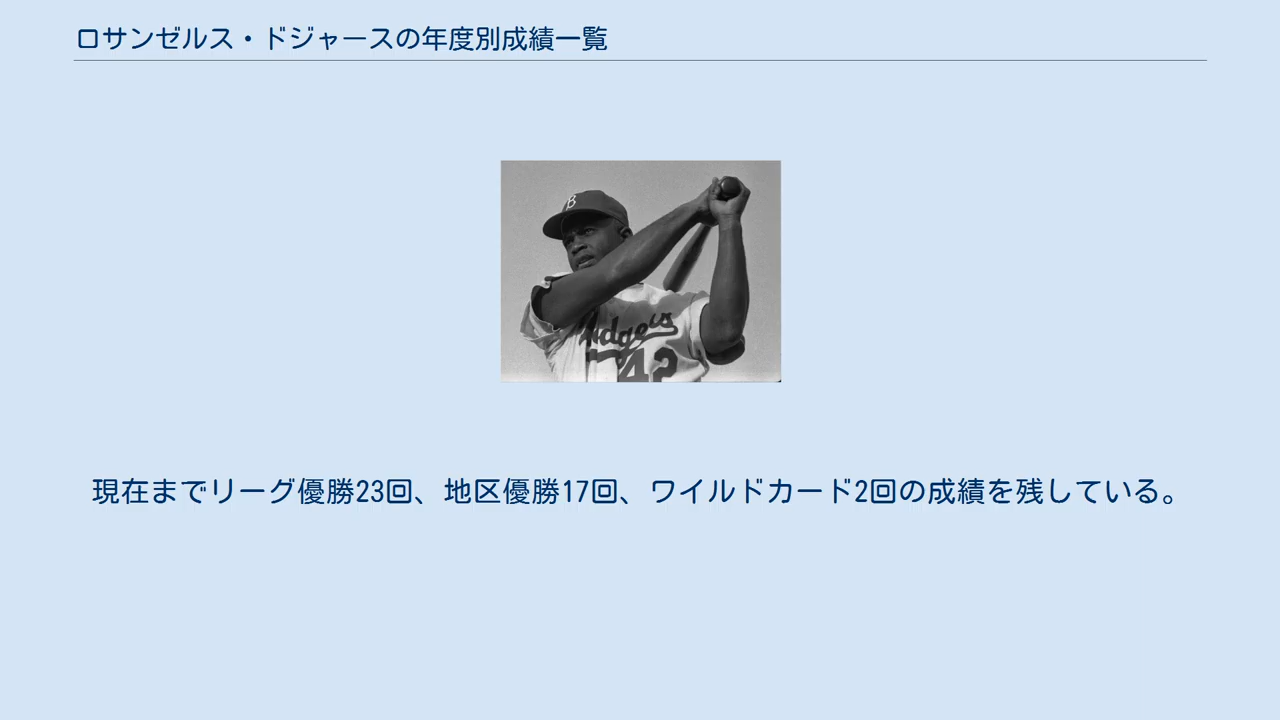 ロサンゼルス・ドジャースの年度別成績一覧
B
Dodgers
42
現在までリーグ優勝23回、地区優勝17回、ワイルドカード2回の成績を残している。